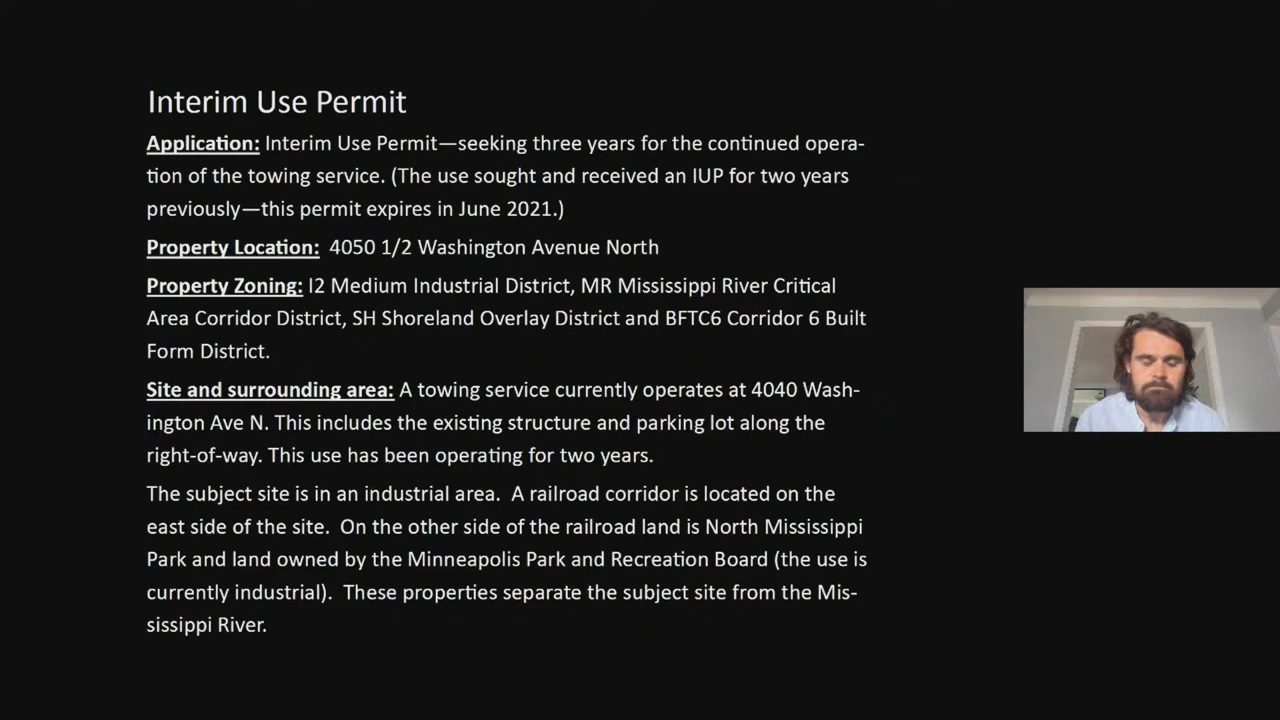 Interim Use Permit
Application: Interim Use Permit—seeking three years for the continued opera-
tion of the towing service. (The use sought and received an IUP for two years
previously—this permit expires in June 2021.)
Property Location:  4050 1/2 Washington Avenue North
Property Zoning: I2 Medium Industrial District, MR Mississippi River Critical
Area Corridor District, SH Shoreland Overlay District and BFTC6 Corridor 6 Built
Form District.
Site and surrounding area: A towing service currently operates at 4040 Wash-
ington Ave N. This includes the existing structure and parking lot along the
right-of-way. This use has been operating for two years.
The subject site is in an industrial area.  A railroad corridor is located on the
east side of the site.  On the other side of the railroad land is North Mississippi
Park and land owned by the Minneapolis Park and Recreation Board (the use is
currently industrial).  These properties separate the subject site from the Mis-
sissippi River.